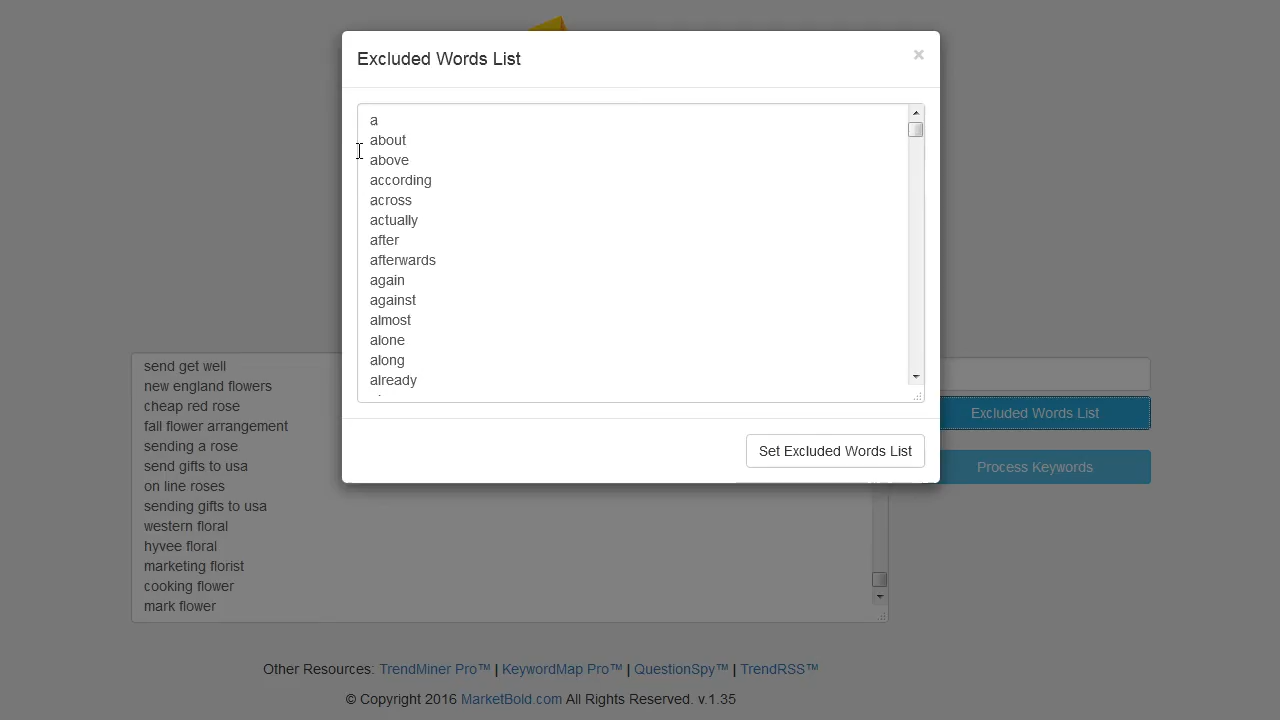 Excluded Words List
×
a
about
above
according
across
actually
after
afterwards
again
against
almost
alone
along
already
Set Excluded Words List
send get well
new england flowers
cheap red rose
fall flower arrangement
sending a rose
send gifts to usa
on line roses
sending gifts to usa
western floral
hyvee floral
marketing florist
cooking flower
mark flower
Excluded Words List
Process Keywords
Other Resources: TrendMiner Pro™ | KeywordMap Pro™ | QuestionSpy™ | TrendRSS™
© Copyright 2016 MarketBold.com All Rights Reserved. v.1.35